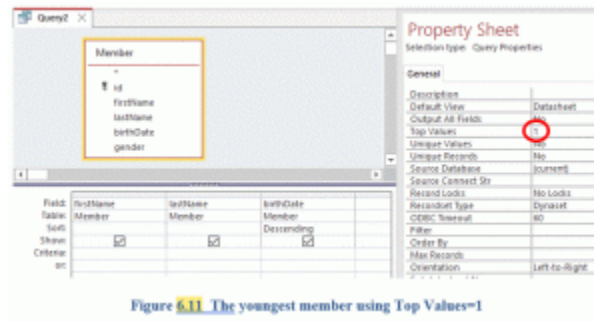 Query2
Member
*
id
firstName
lastName
birthDate
gender
Field: firstName lastName birthDate
Table: Member Member Member
Sort: Descending
Show:
Criteria:
or:
Property Sheet
Selection type: Query Properties
General
Description
Default View Datasheet
Output All Fields No
Top Values 1
Unique Values No
Unique Records No
Source Database (current)
Source Connect Str
Record Locks No Locks
Recordset Type Dynaset
ODBC Timeout 60
Filter
Order By
Max Records
Orientation Left-to-Right
Figure 6.11 The youngest member using Top Values=1